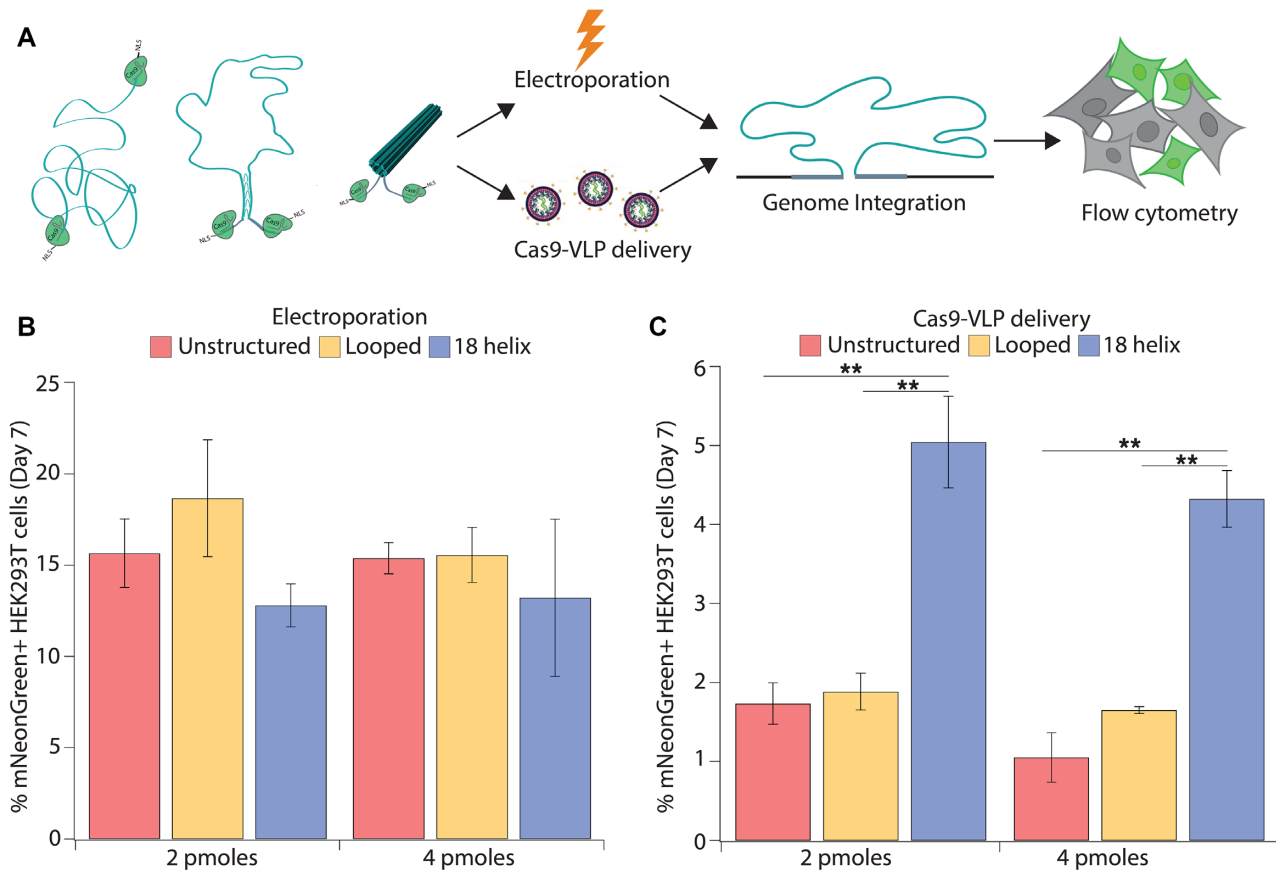 A
NLS
Cas9
Cas9
NLS
Cas9
Cas9
NLS
NLS
Cas9
Cas9
NLS
NLS
Electroporation
Cas9-VLP delivery
Genome Integration
Flow cytometry
B
Electroporation
Unstructured
Looped
18 helix
% mNeonGreen+ HEK293T cells (Day 7)
25
20
15
10
5
0
2 pmoles
4 pmoles
C
Cas9-VLP delivery
Unstructured
Looped
18 helix
% mNeonGreen+ HEK293T cells (Day 7)
6
5
4
3
2
1
0
**
**
**
**
2 pmoles
4 pmoles